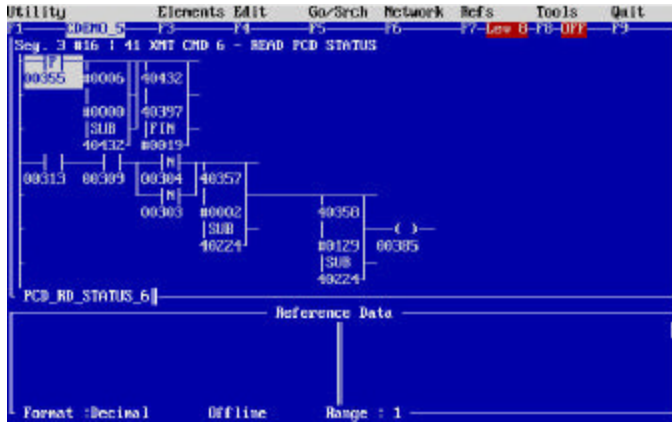 Utility Elements Edit Go/Srch Network Refs Tools Quit
F1 CDEMO_5 F3 F4 F5 F6 F7-Lev 8-F8-OFF F9
Seg. 3 #16 | 41 XMT CMD 6 - READ PCD STATUS
P
00355 #0006 40432
#0000 40397
SUB FIN
40432 #0019
N
00313 00309 00304 40357
N
00303 #0002 40358
SUB ( )
40224 #0129 00385
SUB
40224
PCD_RD_STATUS_6
Reference Data
Format :Decimal Offline Range : 1